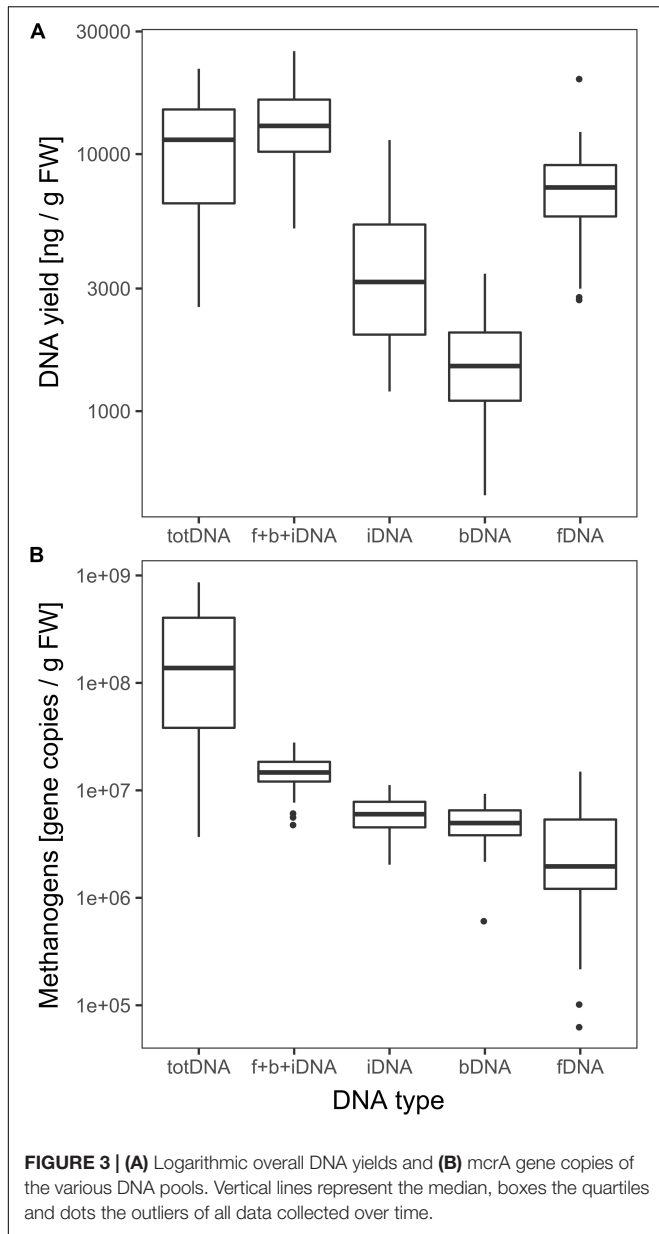 A
30000
10000
3000
1000
DNA yield [ng / g FW]
totDNA f+b+iDNA iDNA bDNA fDNA
B
1e+09
1e+08
1e+07
1e+06
1e+05
Methanogens [gene copies / g FW]
totDNA f+b+iDNA iDNA bDNA fDNA
DNA type
FIGURE 3 | (A) Logarithmic overall DNA yields and (B) mcrA gene copies of
the various DNA pools. Vertical lines represent the median, boxes the quartiles
and dots the outliers of all data collected over time.